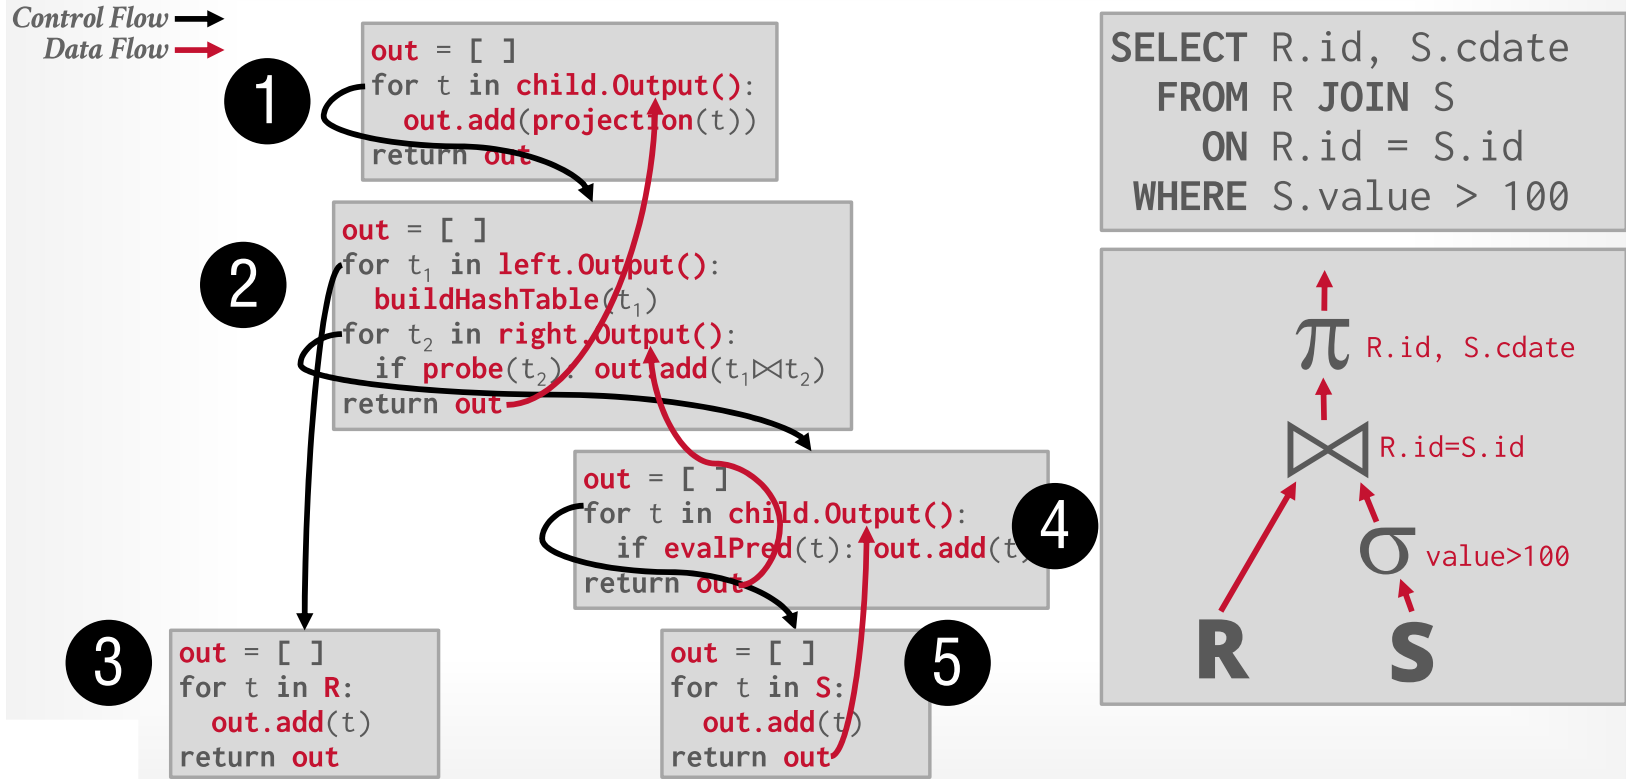 Control Flow
Data Flow
1
out = [ ]
for t in child.Output():
out.add(projection(t))
return out
2
out = [ ]
for t₁ in left.Output():
buildHashTable(t₁)
for t₂ in right.Output():
if probe(t₂): out.add(t₁⨝t₂)
return out
3
out = [ ]
for t in R:
out.add(t)
return out
4
out = [ ]
for t in child.Output():
if evalPred(t): out.add(t
return out
5
out = [ ]
for t in S:
out.add(t)
return out
SELECT R.id, S.cdate
FROM R JOIN S
ON R.id = S.id
WHERE S.value > 100
π R.id, S.cdate
⨝ R.id=S.id
σ value>100
R S